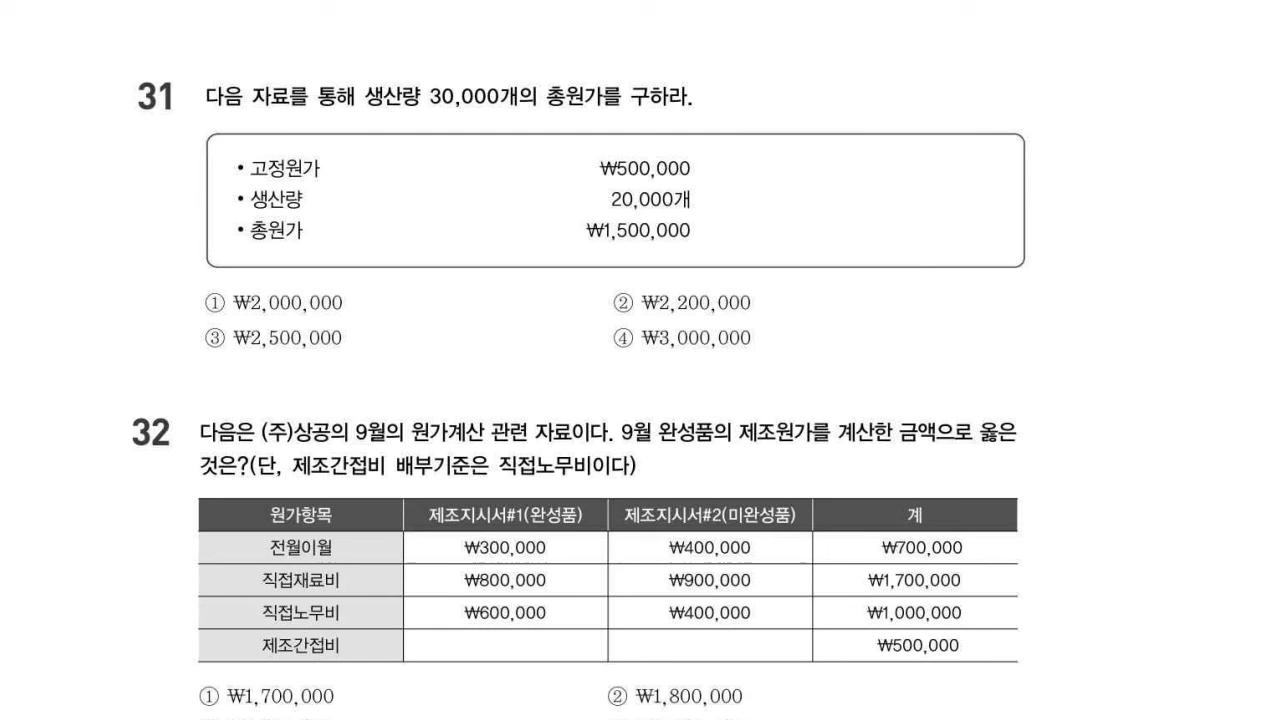 31 다음 자료를 통해 생산량 30,000개의 총원가를 구하라.
• 고정원가 ₩500,000
• 생산량 20,000개
• 총원가 ₩1,500,000
① ₩2,000,000 ② ₩2,200,000
③ ₩2,500,000 ④ ₩3,000,000
32 다음은 (주)상공의 9월의 원가계산 관련 자료이다. 9월 완성품의 제조원가를 계산한 금액으로 옳은
것은?(단, 제조간접비 배부기준은 직접노무비이다)
원가항목 제조지시서#1(완성품) 제조지시서#2(미완성품) 계
전월이월 ₩300,000 ₩400,000 ₩700,000
직접재료비 ₩800,000 ₩900,000 ₩1,700,000
직접노무비 ₩600,000 ₩400,000 ₩1,000,000
제조간접비 ₩500,000
① ₩1,700,000 ② ₩1,800,000